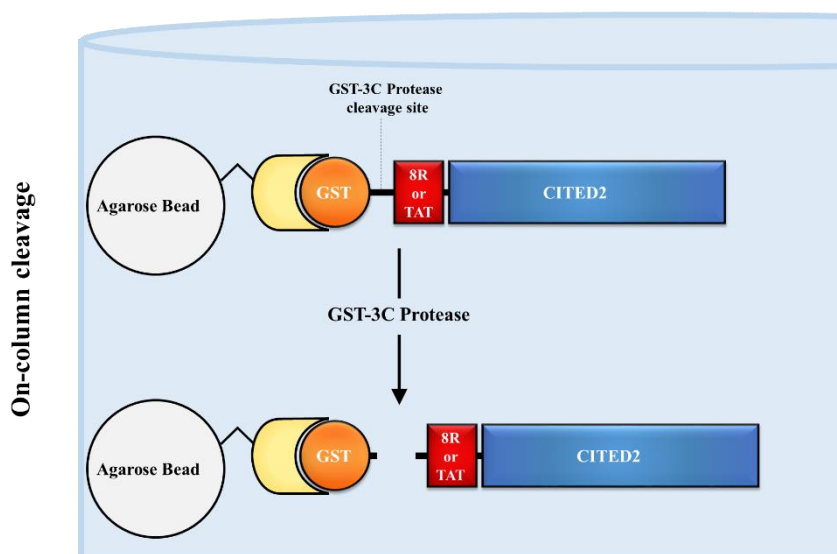 On-column cleavage
GST-3C Protease
cleavage site
Agarose Bead
GST
8R
or
TAT
CITED2
GST-3C Protease
Agarose Bead
GST
8R
or
TAT
CITED2